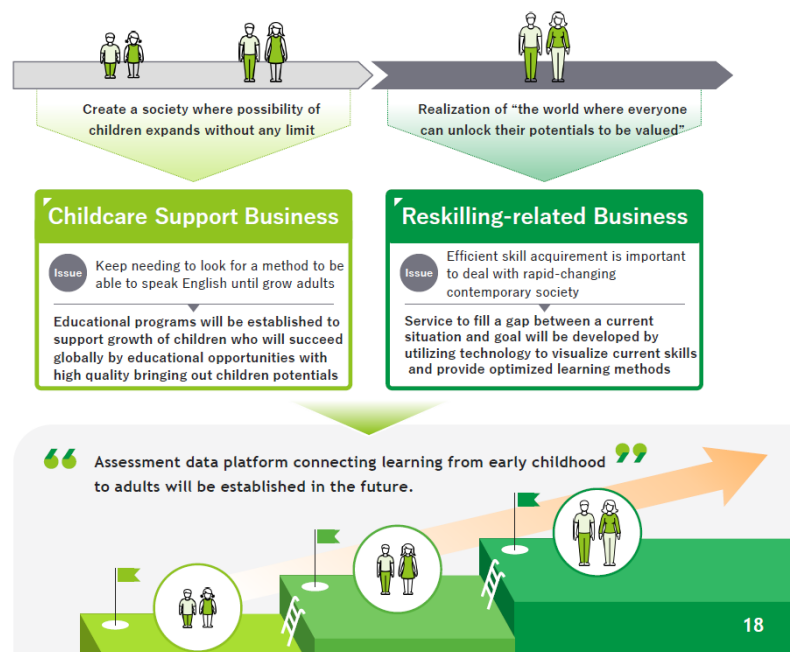 Create a society where possibility of
children expands without any limit
Realization of “the world where everyone
can unlock their potentials to be valued”
Childcare Support Business
Issue
Keep needing to look for a method to be
able to speak English until grow adults
Educational programs will be established to
support growth of children who will succeed
globally by educational opportunities with
high quality bringing out children potentials
Reskilling-related Business
Issue
Efficient skill acquirement is important
to deal with rapid-changing
contemporary society
Service to fill a gap between a current
situation and goal will be developed by
utilizing technology to visualize current skills
and provide optimized learning methods
“ Assessment data platform connecting learning from early childhood ”
to adults will be established in the future.
18